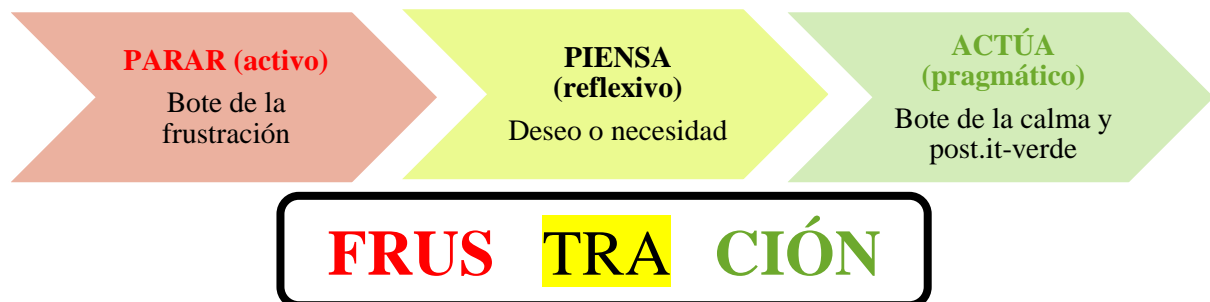 PARAR (activo)
Bote de la
frustración
PIENSA
(reflexivo)
Deseo o necesidad
ACTÚA
(pragmático)
Bote de la calma y
post.it-verde
FRUS TRA CIÓN